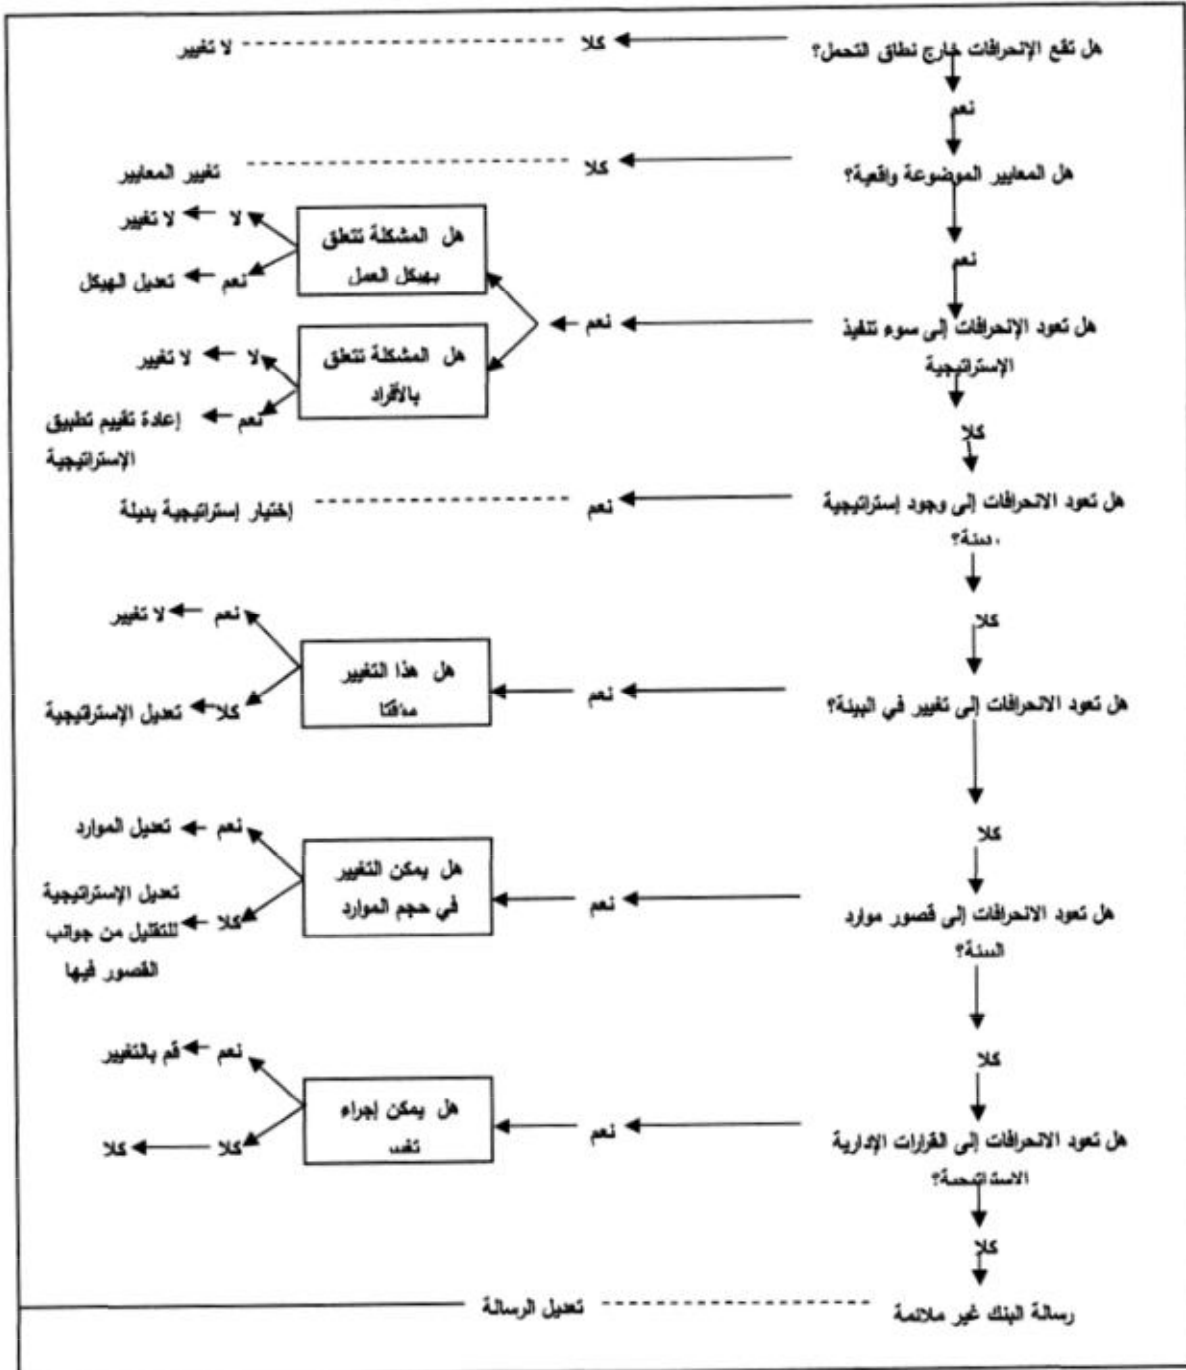 هل تقع الإنحرافات خارج نطاق التحمل؟
كلا
لا تغيير
نعم
هل المعايير الموضوعة واقعية؟
كلا
تغيير المعايير
نعم
هل تعود الإنحرافات إلى سوء تنفيذ
الإستراتيجية
نعم
هل المشكلة تتعلق
بهيكل العمل
لا
لا تغيير
نعم
تعديل الهيكل
هل المشكلة تتعلق
بالأفراد
لا
لا تغيير
نعم
إعادة تقييم تطبيق
الإستراتيجية
كلا
هل تعود الانحرافات إلى وجود إستراتيجية
نعم
إختيار إستراتيجية بديلة
كلا
هل تعود الانحرافات إلى تغيير في البيئة؟
نعم
هل هذا التغيير
مؤقتا
نعم
لا تغيير
كلا
تعديل الإستراتيجية
كلا
هل تعود الانحرافات إلى قصور موارد
نعم
هل يمكن التغيير
في حجم الموارد
نعم
تعديل الموارد
كلا
تعديل الإستراتيجية
للتقليل من جوانب
القصور فيها
كلا
هل تعود الانحرافات إلى القرارات الإدارية
الاستراتيجية؟
نعم
هل يمكن إجراء
نعم
قم بالتغيير
كلا
كلا
كلا
رسالة البنك غير ملائمة
تعديل الرسالة